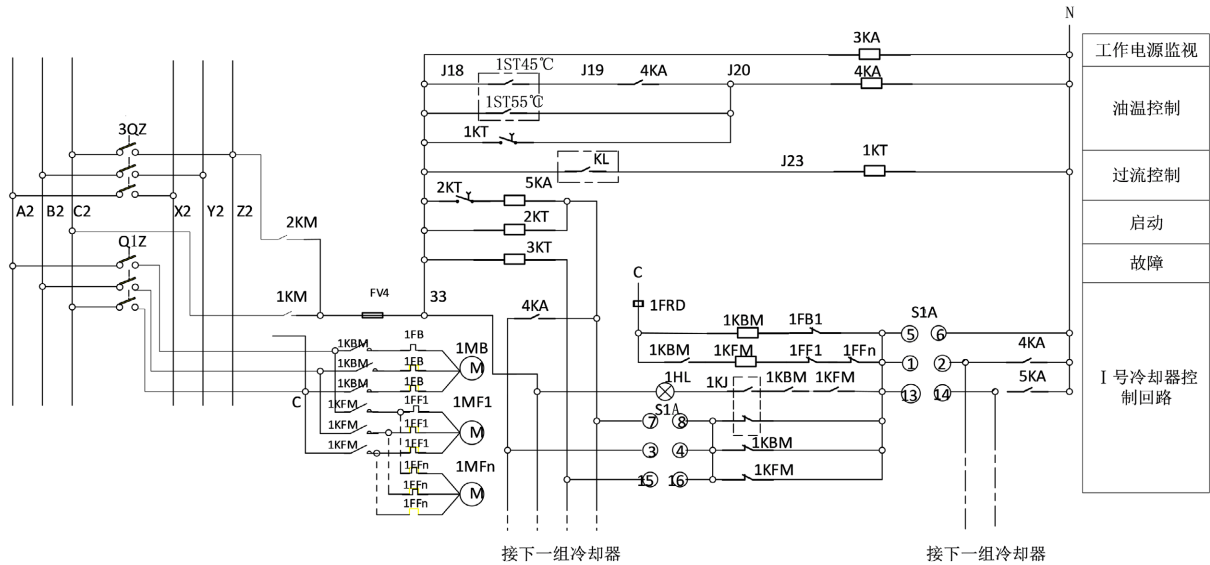 N
3KA
工作电源监视
J18
1ST45℃
J19
4KA
J20
4KA
油温控制
1ST55℃
1KT
3QZ
KL
J23
1KT
过流控制
2KT
5KA
A2
B2
C2
X2
Y2
Z2
2KM
2KT
启动
Q1Z
3KT
故障
C
1KM
FV4
33
4KA
1FRD
S1A
1KBM
1FB1
5
6
1KBM
1FB
1MB
M
1KBM
1FB
1KBM
1KFM
1FF1
1FFn
1
2
4KA
1KBM
1FB
1HL
1KJ
1KBM
1KFM
13
14
5KA
I号冷却器控
制回路
C
1KFM
1FF1
1MF1
S1A
7
8
1KFM
1FF1
M
1KFM
1FF1
3
4
1KBM
1FFn
1MFn
1KFM
15
16
1FFn
M
1FFn
接下一组冷却器
接下一组冷却器